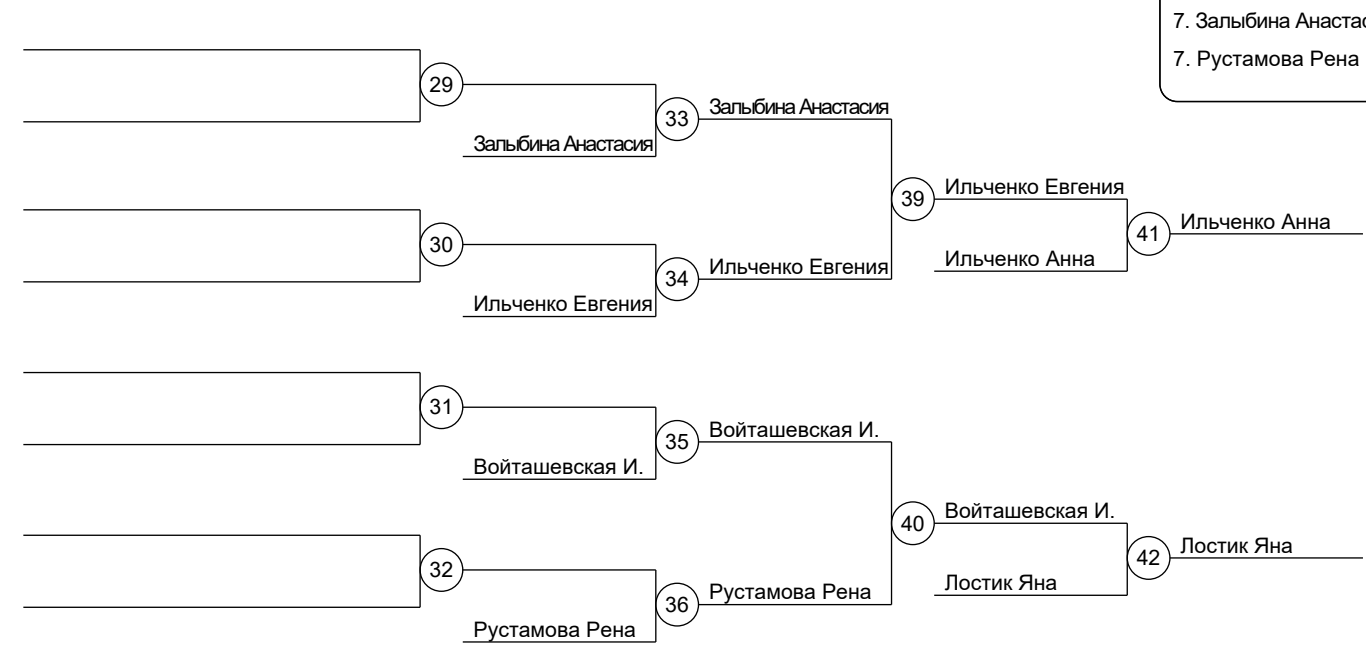 7. Залыбина Анастас
7. Рустамова Рена
29
33
Залыбина Анастасия
Залыбина Анастасия
39
Ильченко Евгения
41
Ильченко Анна
30
34
Ильченко Евгения
Ильченко Анна
Ильченко Евгения
31
35
Войташевская И.
Войташевская И.
40
Войташевская И.
42
Лостик Яна
32
36
Рустамова Рена
Лостик Яна
Рустамова Рена